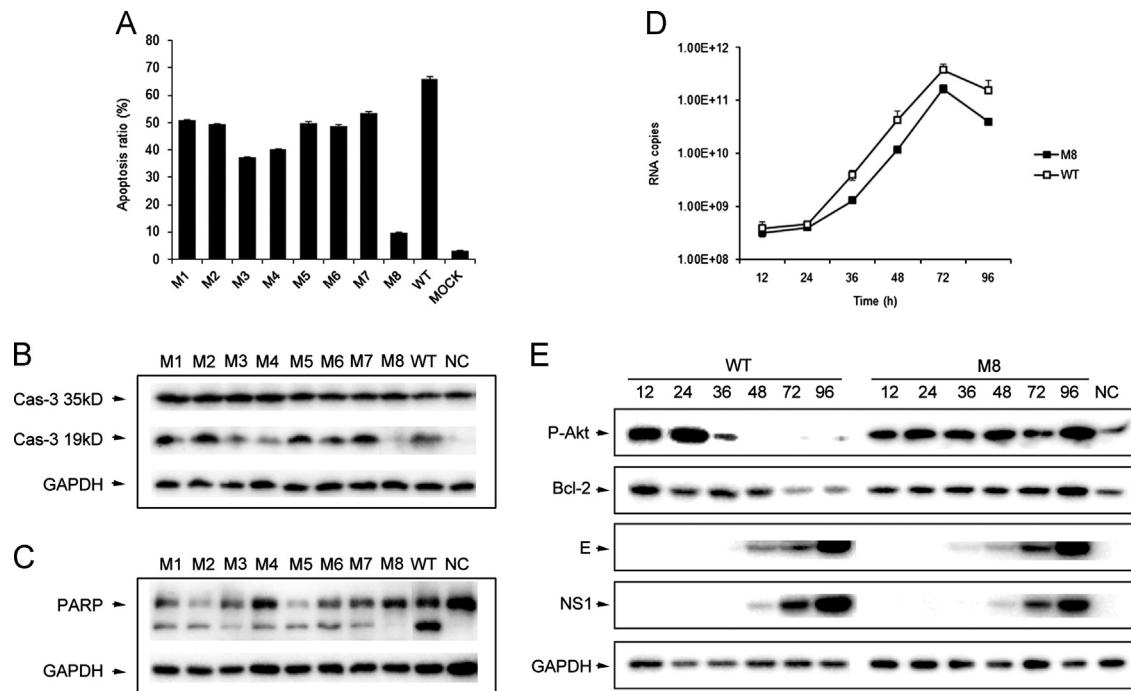 A
Apoptosis ratio (%)
80
70
60
50
40
30
20
10
0
M1 M2 M3 M4 M5 M6 M7 M8 WT MOCK
D
RNA copies
1.00E+12
1.00E+11
1.00E+10
1.00E+09
1.00E+08
12 24 36 48 72 96
Time (h)
M8
WT
B
M1 M2 M3 M4 M5 M6 M7 M8 WT NC
Cas-3 35kD
Cas-3 19kD
GAPDH
C
M1 M2 M3 M4 M5 M6 M7 M8 WT NC
PARP
GAPDH
E
WT M8
12 24 36 48 72 96 12 24 36 48 72 96 NC
P-Akt
Bcl-2
E
NS1
GAPDH